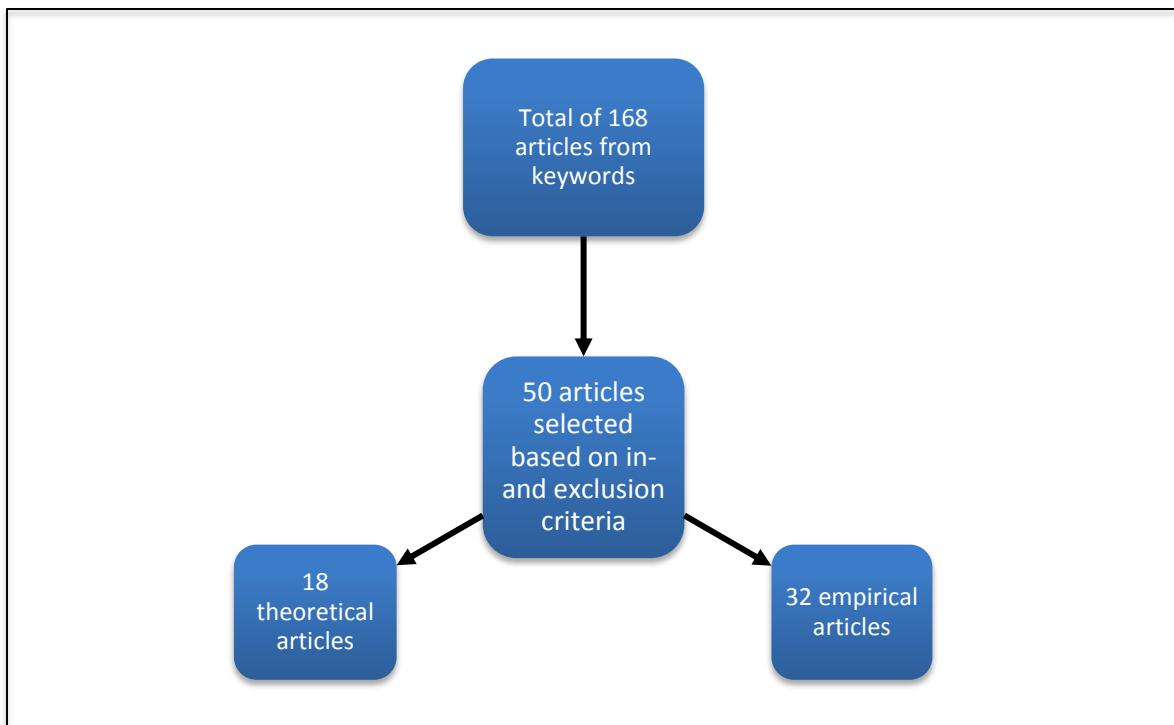 Total of 168
articles from
keywords
50 articles
selected
based on in-
and exclusion
criteria
18
theoretical
articles
32 empirical
articles